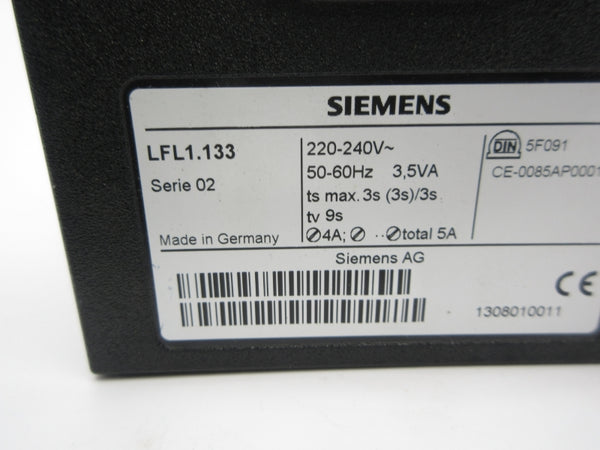 SIEMENS
LFL1.133
Serie 02
Made in Germany
220-240V~
50-60Hz 3,5VA
ts max. 3s (3s)/3s
tv 9s
⊘4A; ⊘ ··⊘total 5A
DIN 5F091
CE-0085AP0001
Siemens AG
CE
1308010011